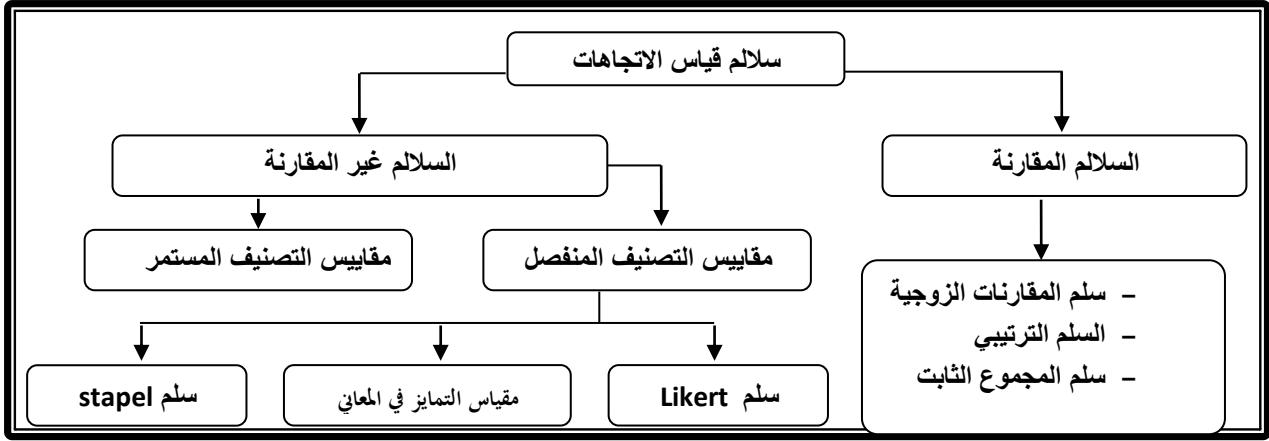 سلالم قياس الاتجاهات
السلالم المقارنة
السلالم غير المقارنة
– سلم المقارنات الزوجية
– السلم الترتيبي
– سلم المجموع الثابت
مقاييس التصنيف المنفصل
مقاييس التصنيف المستمر
سلم Likert
مقياس التمايز في المعاني
سلم stapel